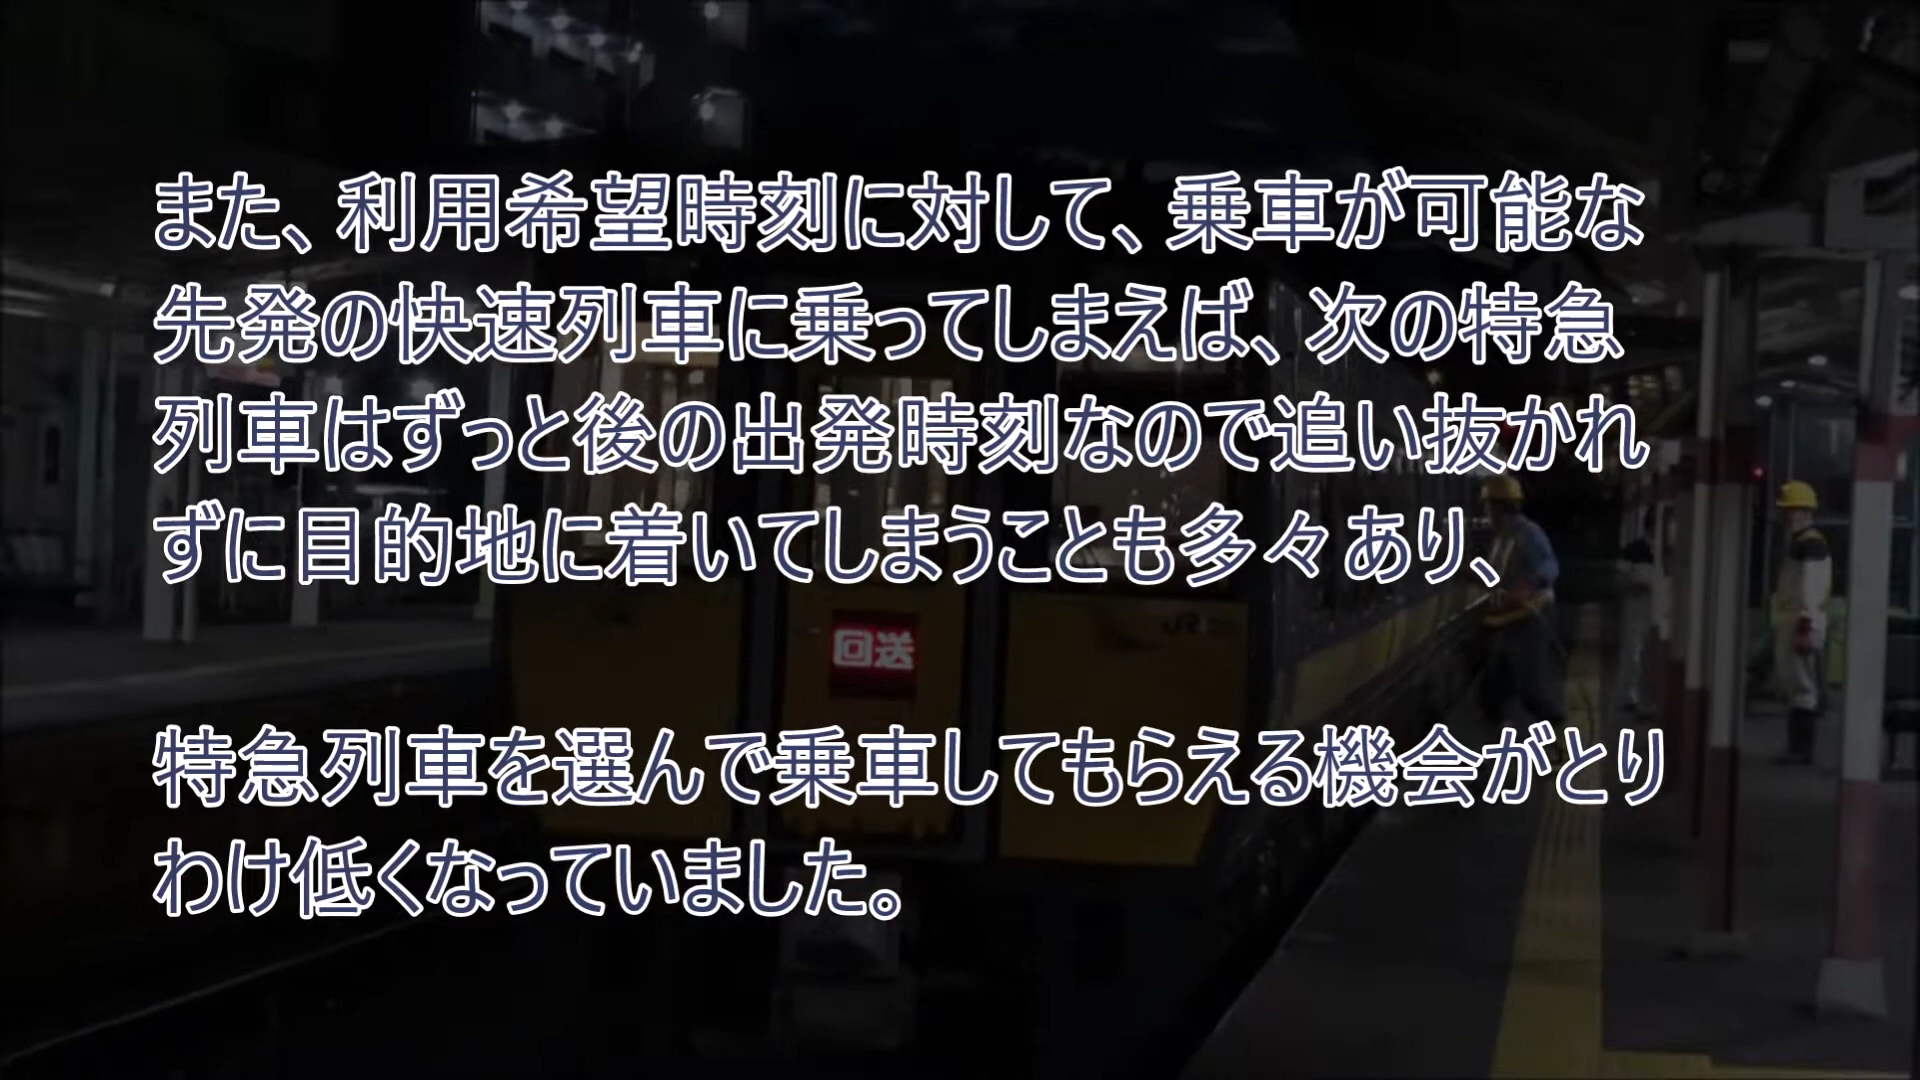 また、利用希望時刻に対して、乗車が可能な
先発の快速列車に乗ってしまえば、次の特急
列車はずっと後の出発時刻なので追い抜かれ
ずに目的地に着いてしまうことも多々あり、
回送
特急列車を選んで乗車してもらえる機会がとり
わけ低くなっていました。